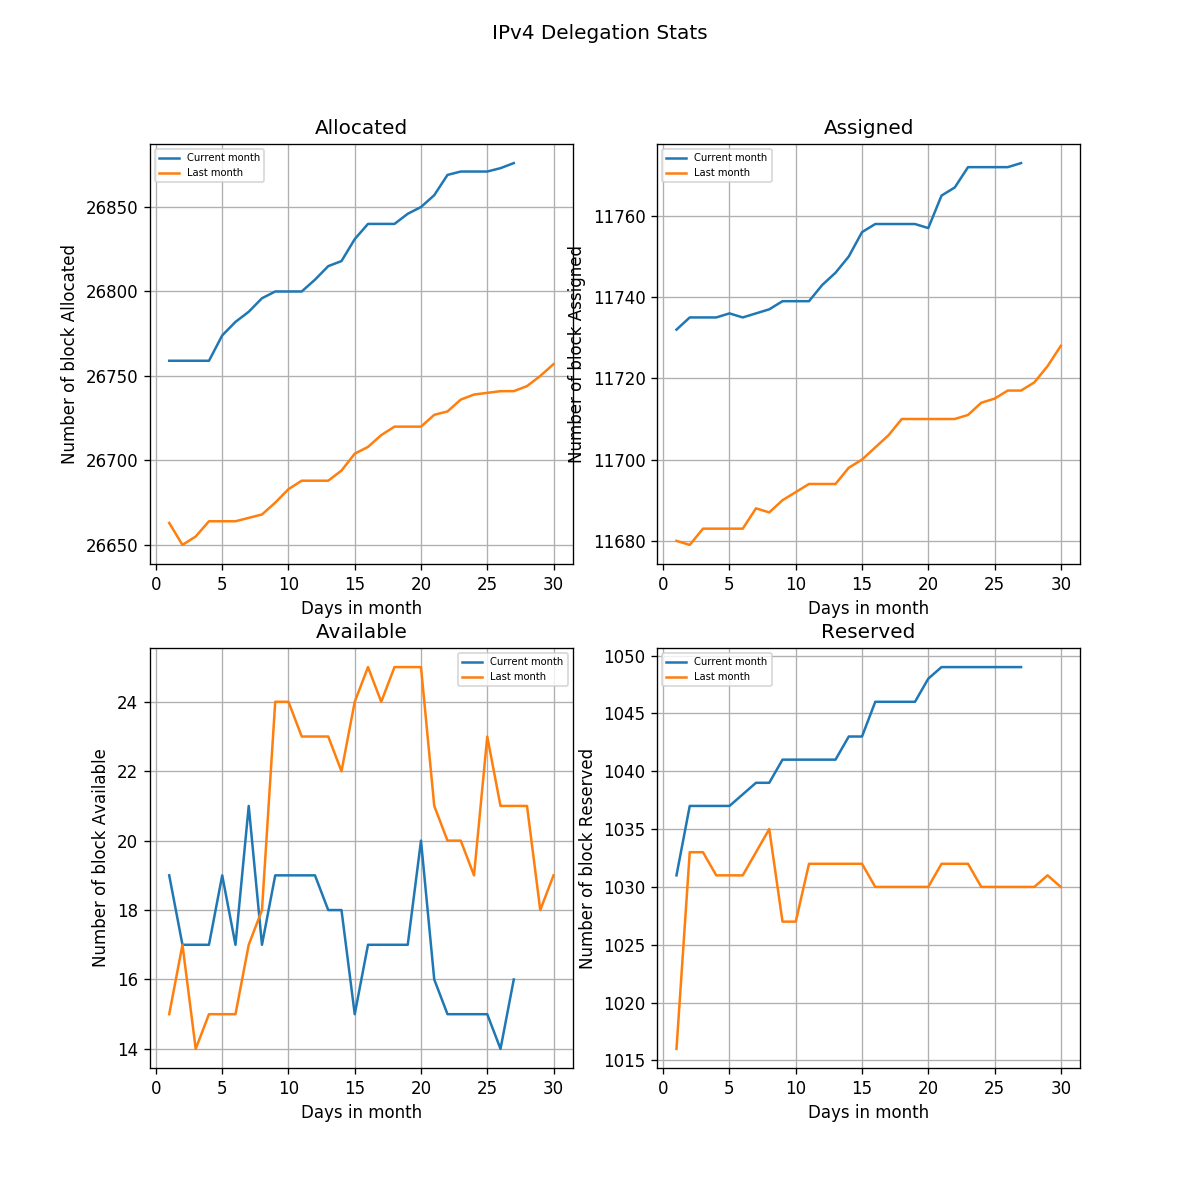 IPv4 Delegation Stats
Allocated
Current month
Last month
Number of block Allocated
26850
26800
26750
26700
26650
0 5 10 15 20 25 30
Days in month
Assigned
Current month
Last month
Number of block Assigned
11760
11740
11720
11700
11680
0 5 10 15 20 25 30
Days in month
Available
Current month
Last month
Number of block Available
24
22
20
18
16
14
0 5 10 15 20 25 30
Days in month
Reserved
Current month
Last month
Number of block Reserved
1050
1045
1040
1035
1030
1025
1020
1015
0 5 10 15 20 25 30
Days in month